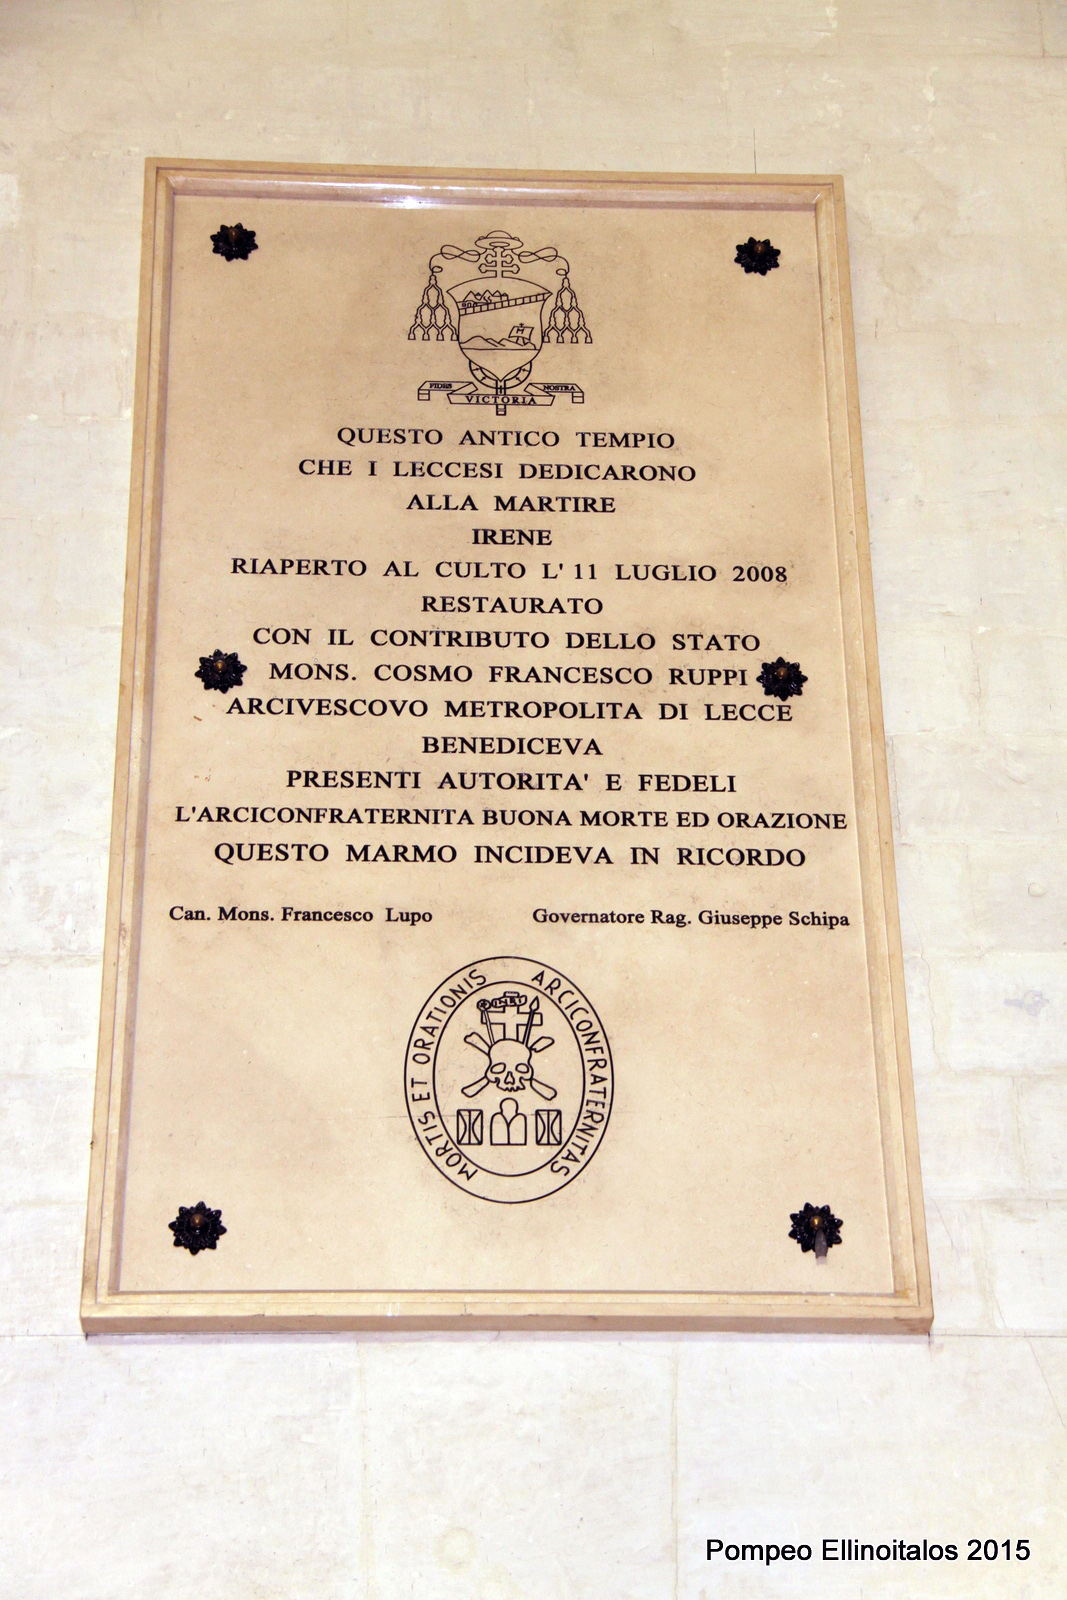 FIDES NOSTRA
VICTORIA
QUESTO ANTICO TEMPIO
CHE I LECCESI DEDICARONO
ALLA MARTIRE
IRENE
RIAPERTO AL CULTO L' 11 LUGLIO 2008
RESTAURATO
CON IL CONTRIBUTO DELLO STATO
MONS. COSMO FRANCESCO RUPPI
ARCIVESCOVO METROPOLITA DI LECCE
BENEDICEVA
PRESENTI AUTORITA' E FEDELI
L'ARCICONFRATERNITA BUONA MORTE ED ORAZIONE
QUESTO MARMO INCIDEVA IN RICORDO
Can. Mons. Francesco Lupo
Governatore Rag. Giuseppe Schipa
ARCICONFRATERNITAS
MORTIS ET ORATIONIS
INRI
Pompeo Ellinoitalos 2015